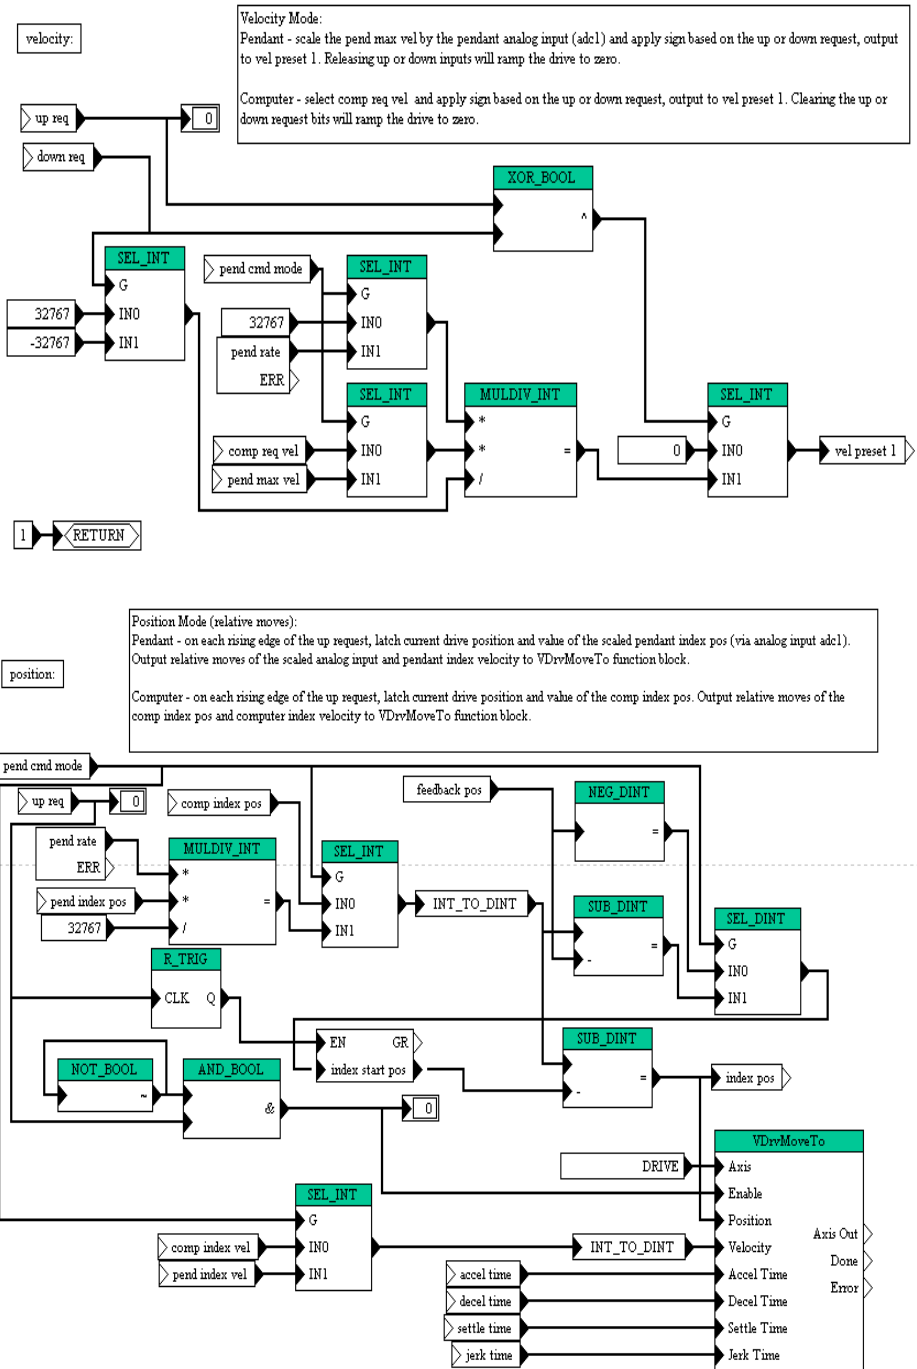 velocity:
Velocity Mode:
Pendant - scale the pend max vel by the pendant analog input (adc1) and apply sign based on the up or down request, output
to vel preset 1. Releasing up or down inputs will ramp the drive to zero.
Computer - select comp req vel and apply sign based on the up or down request, output to vel preset 1. Clearing the up or
down request bits will ramp the drive to zero.
up req
0
down req
XOR_BOOL
^
SEL_INT
G
32767
IN0
-32767
IN1
pend cmd mode
SEL_INT
G
32767
IN0
pend rate
IN1
ERR
SEL_INT
G
comp req vel
IN0
pend max vel
IN1
MULDIV_INT
*
*
=
/
SEL_INT
G
0
IN0
IN1
vel preset 1
1
RETURN
Position Mode (relative moves):
Pendant - on each rising edge of the up request, latch current drive position and value of the scaled pendant index pos (via analog input adc1).
Output relative moves of the scaled analog input and pendant index velocity to VDrvMoveTo function block.
Computer - on each rising edge of the up request, latch current drive position and value of the comp index pos. Output relative moves of the
comp index pos and computer index velocity to VDrvMoveTo function block.
position:
pend cmd mode
up req
0
comp index pos
feedback pos
NEG_DINT
=
pend rate
ERR
MULDIV_INT
*
pend index pos
*
=
32767
/
SEL_INT
G
IN0
IN1
INT_TO_DINT
SUB_DINT
=
-
SEL_DINT
G
IN0
IN1
R_TRIG
CLK Q
EN GR
index start pos
SUB_DINT
=
-
index pos
NOT_BOOL
~
AND_BOOL
&
0
VDrvMoveTo
DRIVE
Axis
Enable
Position
Velocity
Accel Time
Decel Time
Settle Time
Jerk Time
Axis Out
Done
Error
SEL_INT
G
comp index vel
IN0
pend index vel
IN1
INT_TO_DINT
accel time
decel time
settle time
jerk time